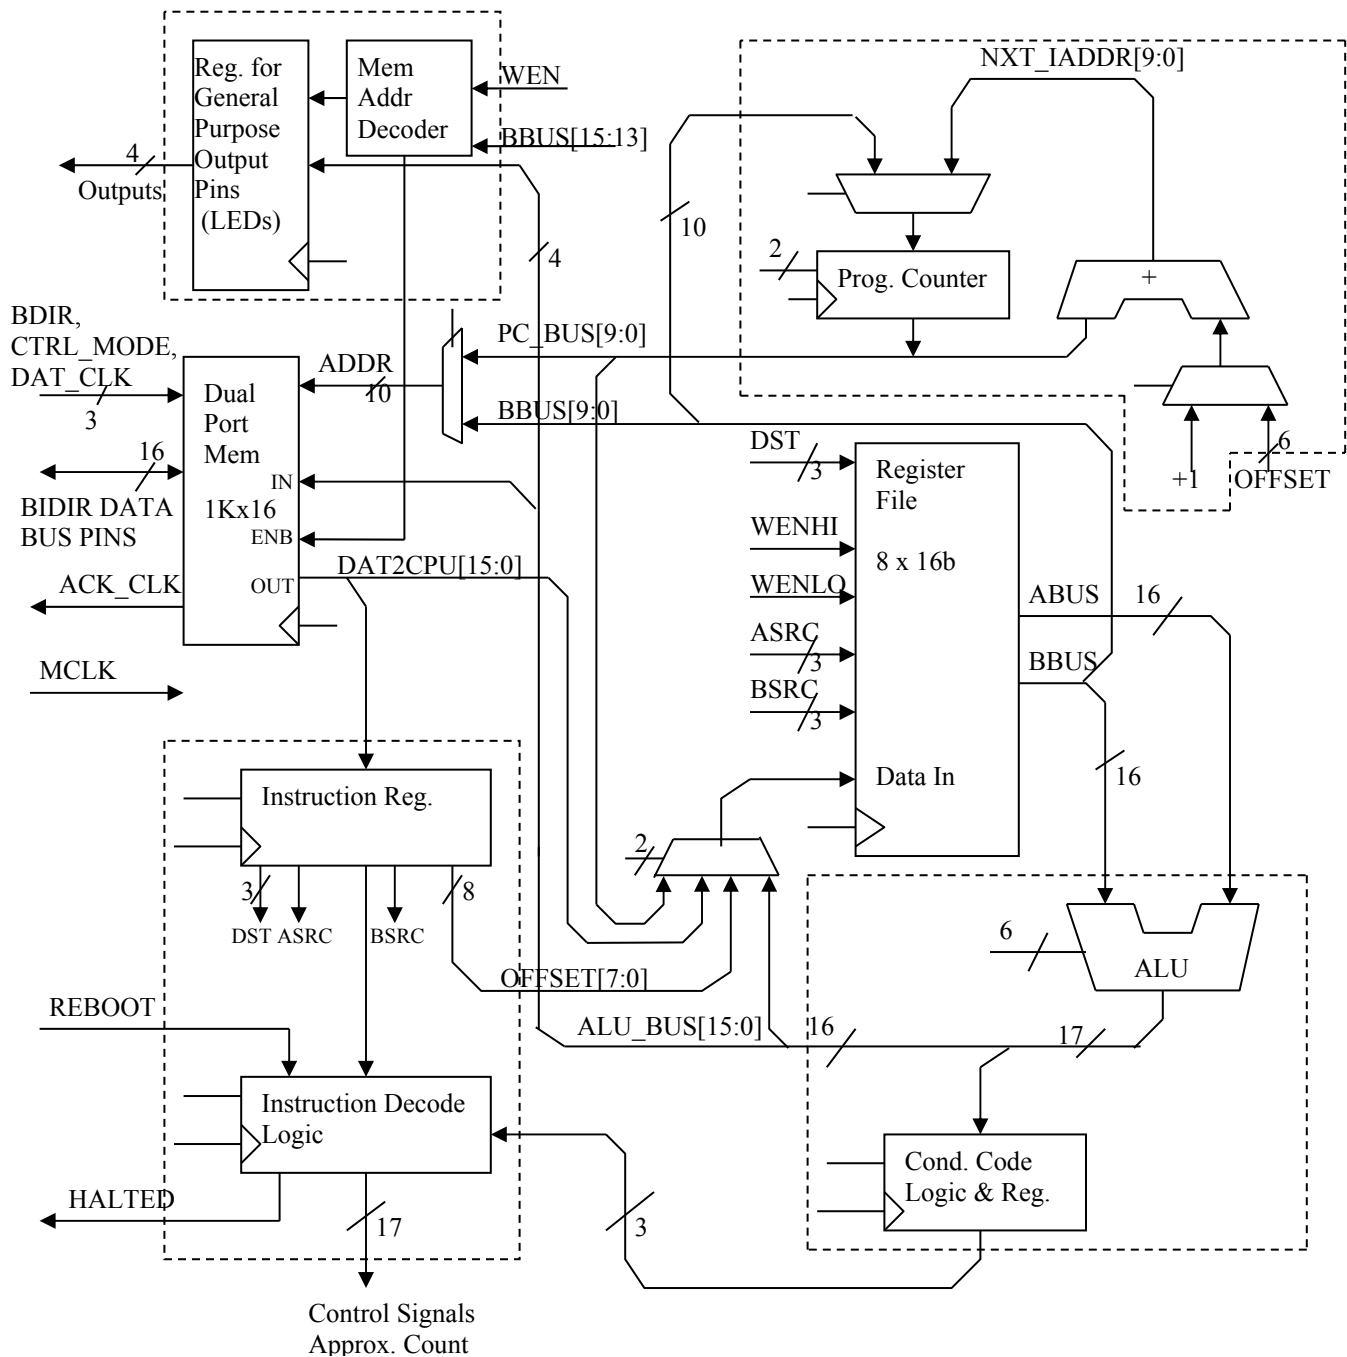 NXT_IADDR[9:0]
Reg. for
General
Purpose
Output
Pins
(LEDs)
Mem
Addr
Decoder
WEN
BBUS[15:13]
4
Outputs
4
10
2
Prog. Counter
+
BDIR,
CTRL_MODE,
DAT_CLK
3
PC_BUS[9:0]
ADDR
10
BBUS[9:0]
Dual
Port
Mem
1Kx16
IN
ENB
OUT
16
BIDIR DATA
BUS PINS
ACK_CLK
MCLK
DAT2CPU[15:0]
+1
6
OFFSET
DST
3
WENHI
WENLO
ASRC
3
BSRC
3
Register
File
8 x 16b
Data In
ABUS
16
BBUS
16
2
Instruction Reg.
3
8
DST ASRC
BSRC
OFFSET[7:0]
6
ALU
REBOOT
ALU_BUS[15:0]
16
17
Instruction Decode
Logic
Cond. Code
Logic & Reg.
HALTED
17
3
Control Signals
Approx. Count